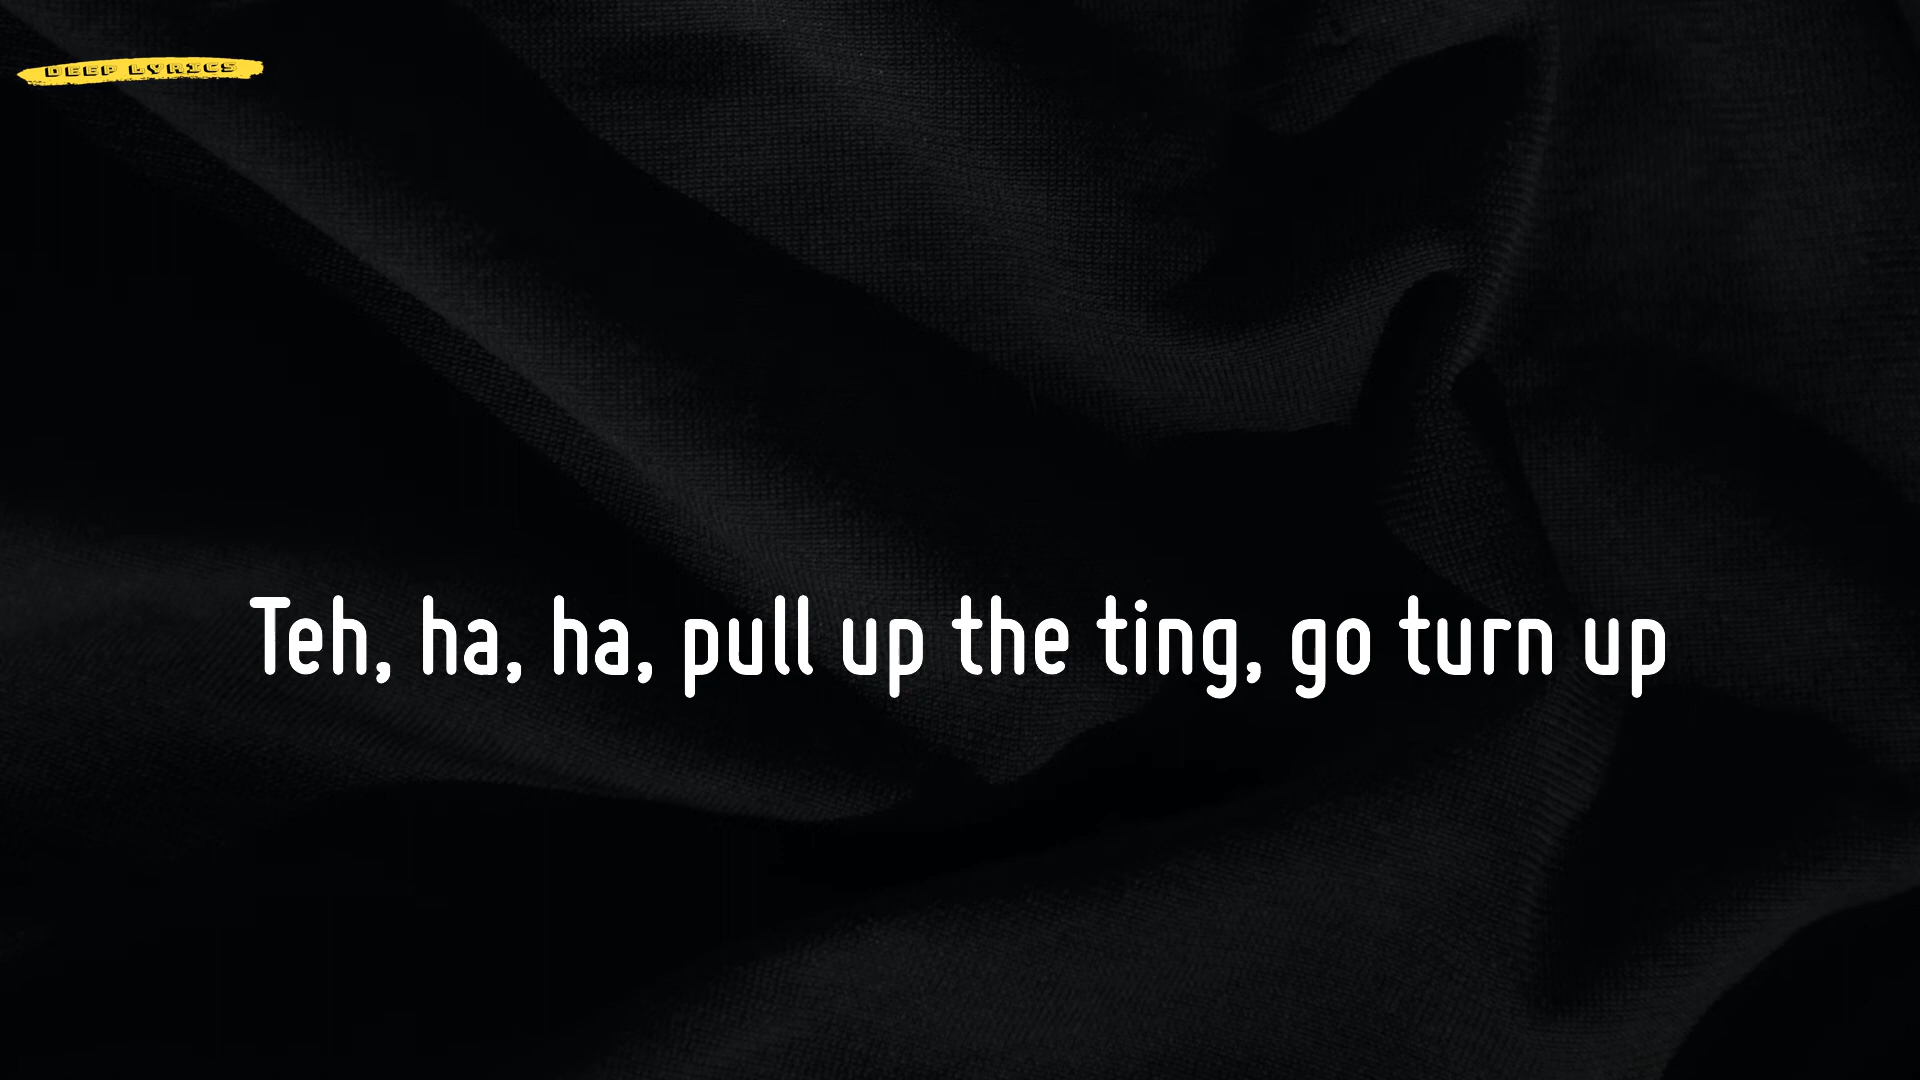 DEEP LYRICS
Teh, ha, ha, pull up the ting, go turn up